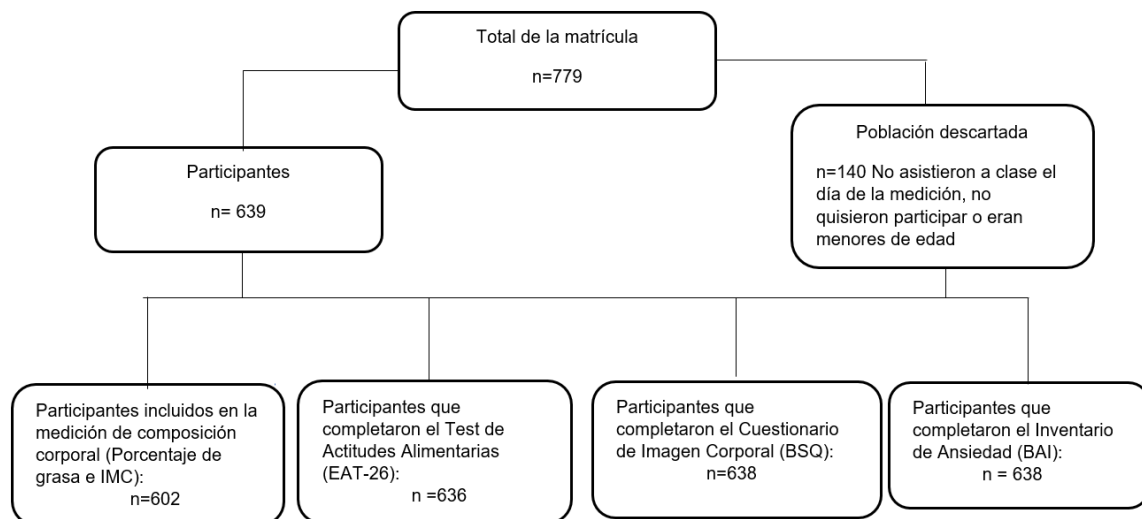 Total de la matrícula
n=779
Población descartada
n=140 No asistieron a clase el
día de la medición, no
quisieron participar o eran
menores de edad
Participantes
n= 639
Participantes incluidos en la
medición de composición
corporal (Porcentaje de
grasa e IMC):
n=602
Participantes que
completaron el Test de
Actitudes Alimentarias
(EAT-26):
n =636
Participantes que
completaron el Cuestionario
de Imagen Corporal (BSQ):
n=638
Participantes que
completaron el Inventario
de Ansiedad (BAI):
n = 638